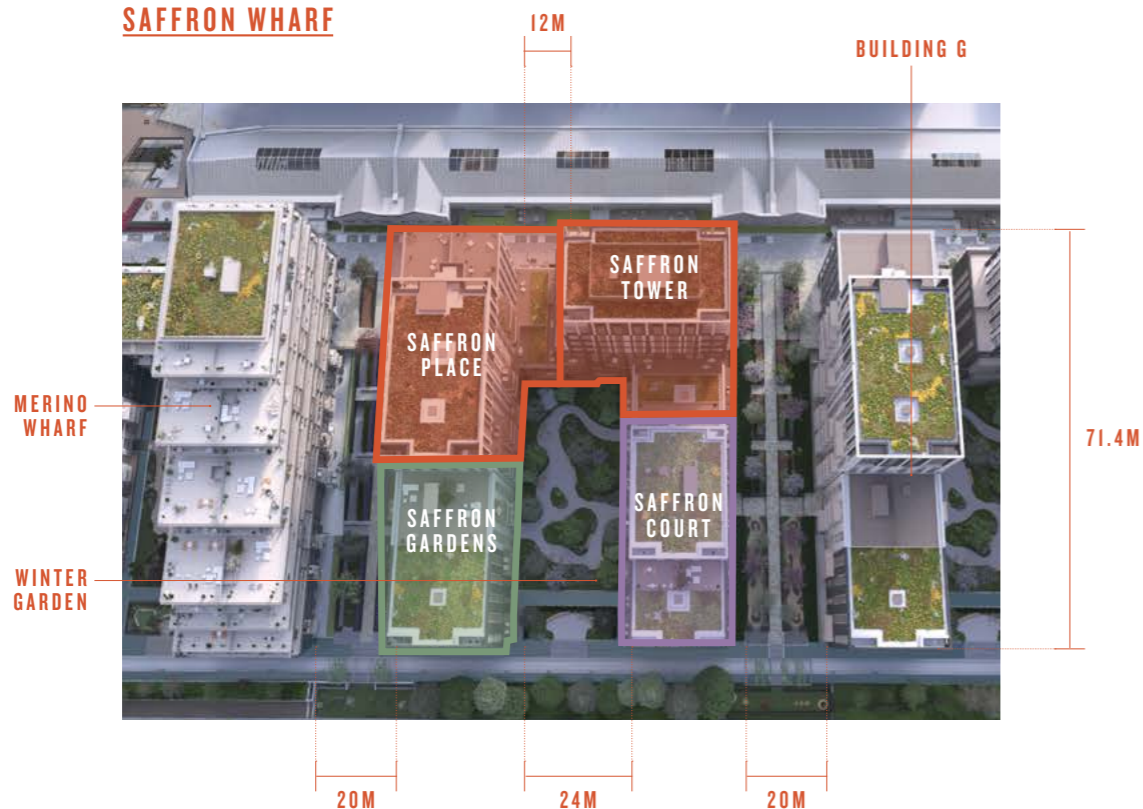 SAFFRON WHARF
12M
BUILDING G
SAFFRON
TOWER
SAFFRON
PLACE
MERINO
WHARF
71.4M
SAFFRON
GARDENS
SAFFRON
COURT
WINTER
GARDEN
20M
24M
20M